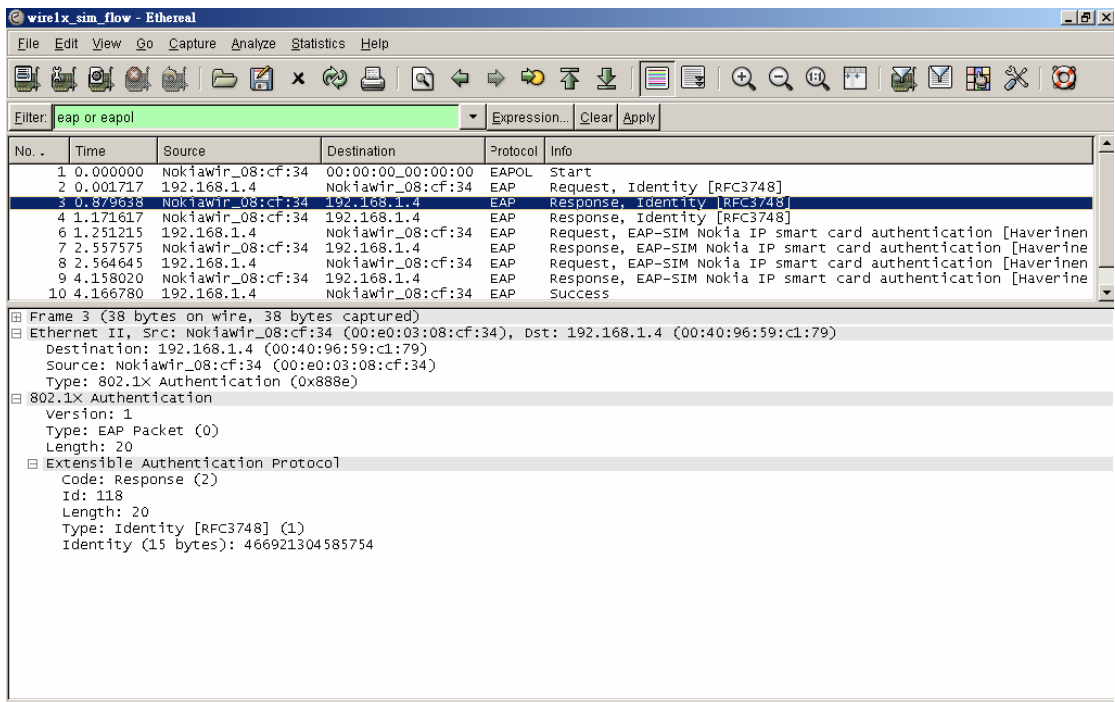 wire1x_sim_flow - Ethereal
File Edit View Go Capture Analyze Statistics Help
Filter: eap or eapol Expression... Clear Apply
No. . Time Source Destination Protocol Info
1 0.000000 NokiaWir_08:cf:34 00:00:00_00:00:00 EAPOL Start
2 0.001717 192.168.1.4 NokiaWir_08:cf:34 EAP Request, Identity [RFC3748]
3 0.879638 NokiaWir_08:cf:34 192.168.1.4 EAP Response, Identity [RFC3748]
4 1.171617 NokiaWir_08:cf:34 192.168.1.4 EAP Response, Identity [RFC3748]
6 1.251215 192.168.1.4 NokiaWir_08:cf:34 EAP Request, EAP-SIM Nokia IP smart card authentication [Haverinen
7 2.557575 NokiaWir_08:cf:34 192.168.1.4 EAP Response, EAP-SIM Nokia IP smart card authentication [Haverine
8 2.564645 192.168.1.4 NokiaWir_08:cf:34 EAP Request, EAP-SIM Nokia IP smart card authentication [Haverinen
9 4.158020 NokiaWir_08:cf:34 192.168.1.4 EAP Response, EAP-SIM Nokia IP smart card authentication [Haverine
10 4.166780 192.168.1.4 NokiaWir_08:cf:34 EAP Success
Frame 3 (38 bytes on wire, 38 bytes captured)
Ethernet II, Src: NokiaWir_08:cf:34 (00:e0:03:08:cf:34), Dst: 192.168.1.4 (00:40:96:59:c1:79)
Destination: 192.168.1.4 (00:40:96:59:c1:79)
Source: NokiaWir_08:cf:34 (00:e0:03:08:cf:34)
Type: 802.1X Authentication (0x888e)
802.1X Authentication
Version: 1
Type: EAP Packet (0)
Length: 20
Extensible Authentication Protocol
Code: Response (2)
Id: 118
Length: 20
Type: Identity [RFC3748] (1)
Identity (15 bytes): 466921304585754